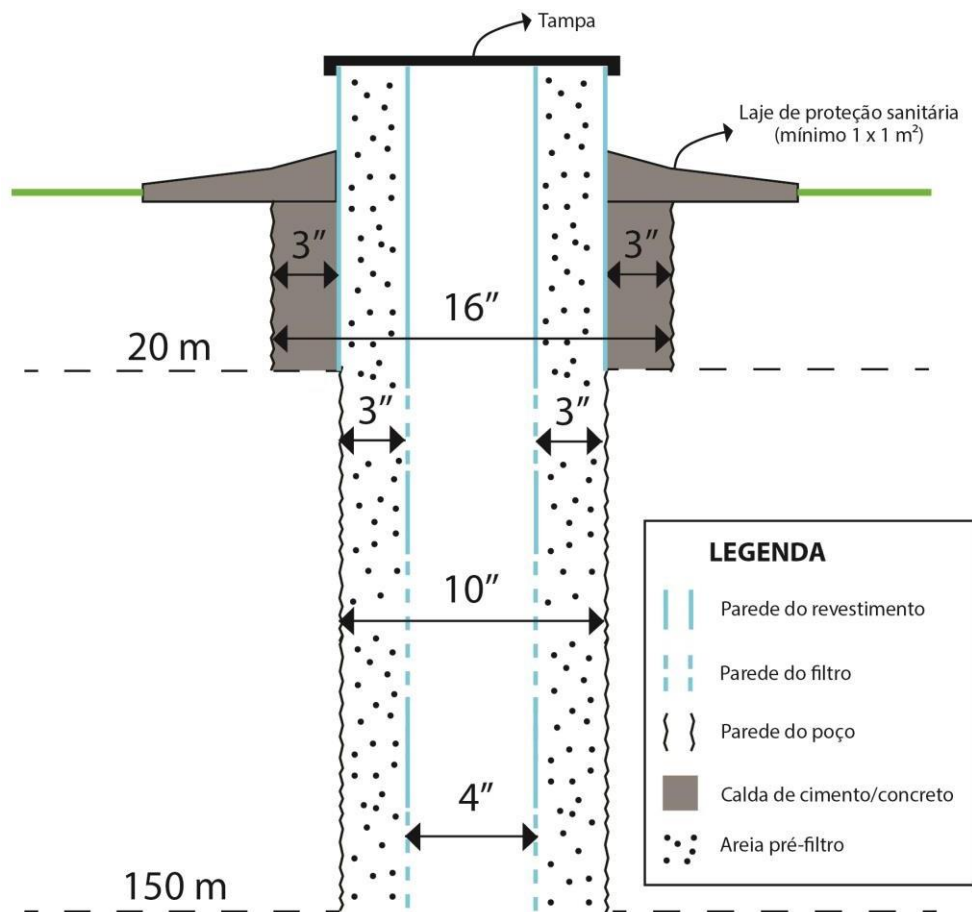 Tampa
Laje de proteção sanitária
(mínimo 1 x 1 m²)
3” 3”
16”
20 m
3” 3”
10”
4”
150 m
LEGENDA
Parede do revestimento
Parede do filtro
Parede do poço
Calda de cimento/concreto
Areia pré-filtro